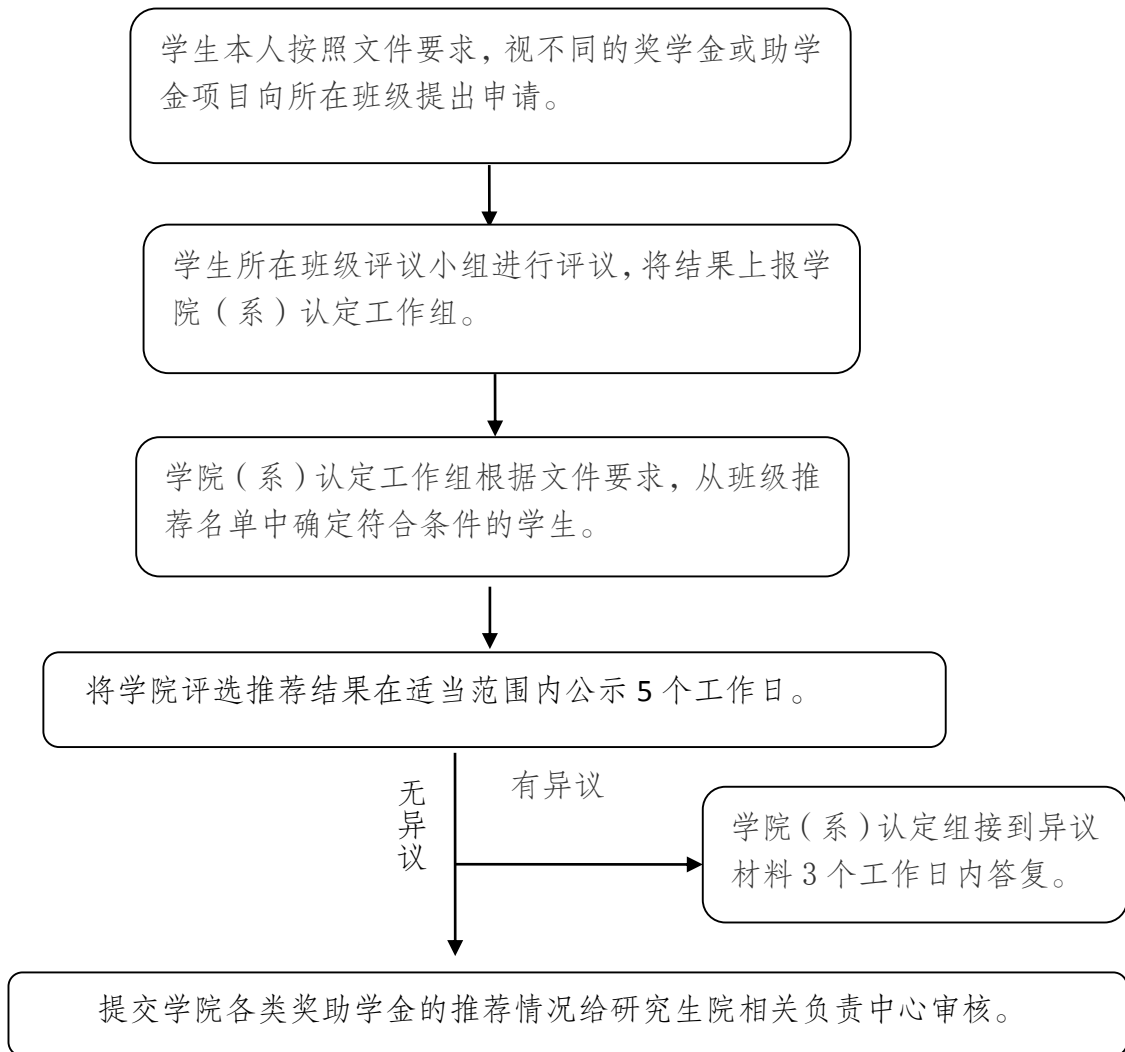 学生本人按照文件要求，视不同的奖学金或助学
金项目向所在班级提出申请。
学生所在班级评议小组进行评议，将结果上报学
院（系）认定工作组。
学院（系）认定工作组根据文件要求，从班级推
荐名单中确定符合条件的学生。
将学院评选推荐结果在适当范围内公示 5 个工作日。
无异议
有异议
学院（系）认定组接到异议
材料 3 个工作日内答复。
提交学院各类奖助学金的推荐情况给研究生院相关负责中心审核。